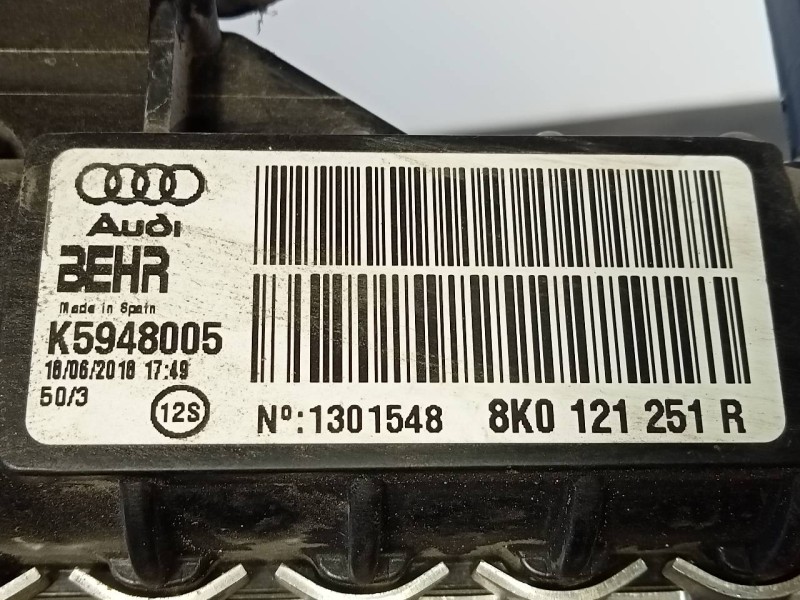 Audi
BEHR
Made in Spain
K5948005
18/06/2018 17:49
50/3
12S
Nº:1301548
8K0 121 251 R